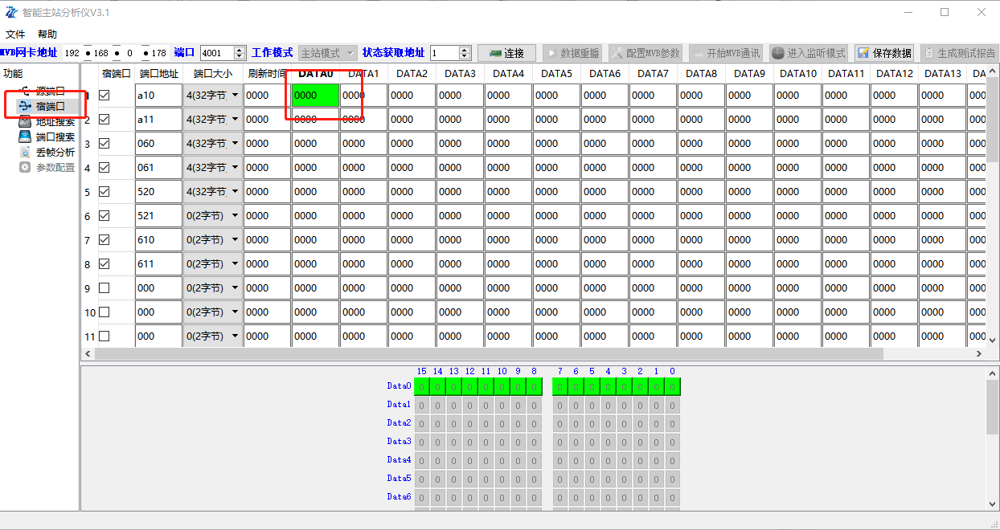 智能主站分析仪V3.1
文件 帮助
MVB网卡地址 192 . 168 . 0 . 178 端口 4001 工作模式 主站模式 状态获取地址 1 连接 数据重播 配置MVB参数 开始MVB通讯 进入监听模式 保存数据 生成测试报告
功能
源端口
宿端口
地址搜索
端口搜索
丢帧分析
参数配置
宿端口 端口地址 端口大小 刷新时间 DATA0 DATA1 DATA2 DATA3 DATA4 DATA5 DATA6 DATA7 DATA8 DATA9 DATA10 DATA11 DATA12 DATA13 DA
1 a10 4(32字节) 0000 0000 0000 0000 0000 0000 0000 0000 0000 0000 0000 0000 0000 0000 0000 000
2 a11 4(32字节) 0000 0000 0000 0000 0000 0000 0000 0000 0000 0000 0000 0000 0000 0000 0000 000
3 060 4(32字节) 0000 0000 0000 0000 0000 0000 0000 0000 0000 0000 0000 0000 0000 0000 0000 000
4 061 4(32字节) 0000 0000 0000 0000 0000 0000 0000 0000 0000 0000 0000 0000 0000 0000 0000 000
5 520 4(32字节) 0000 0000 0000 0000 0000 0000 0000 0000 0000 0000 0000 0000 0000 0000 0000 000
6 521 0(2字节) 0000 0000 0000 0000 0000 0000 0000 0000 0000 0000 0000 0000 0000 0000 0000 000
7 610 0(2字节) 0000 0000 0000 0000 0000 0000 0000 0000 0000 0000 0000 0000 0000 0000 0000 000
8 611 0(2字节) 0000 0000 0000 0000 0000 0000 0000 0000 0000 0000 0000 0000 0000 0000 0000 000
9 000 0(2字节) 0000 0000 0000 0000 0000 0000 0000 0000 0000 0000 0000 0000 0000 0000 0000 000
10 000 0(2字节) 0000 0000 0000 0000 0000 0000 0000 0000 0000 0000 0000 0000 0000 0000 0000 000
11 000 0(2字节) 0000 0000 0000 0000 0000 0000 0000 0000 0000 0000 0000 0000 0000 0000 0000 000
15 14 13 12 11 10 9 8 7 6 5 4 3 2 1 0
Data0 0 0 0 0 0 0 0 0 0 0 0 0 0 0 0 0
Data1 0 0 0 0 0 0 0 0 0 0 0 0 0 0 0 0
Data2 0 0 0 0 0 0 0 0 0 0 0 0 0 0 0 0
Data3 0 0 0 0 0 0 0 0 0 0 0 0 0 0 0 0
Data4 0 0 0 0 0 0 0 0 0 0 0 0 0 0 0 0
Data5 0 0 0 0 0 0 0 0 0 0 0 0 0 0 0 0
Data6 0 0 0 0 0 0 0 0 0 0 0 0 0 0 0 0